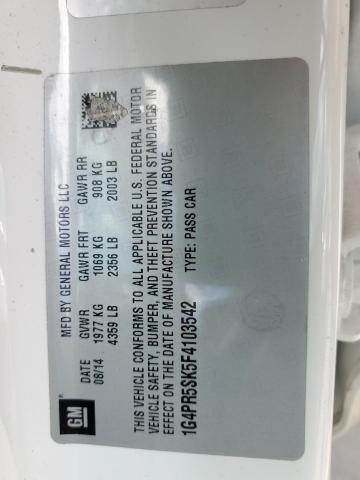 GM
MFD BY GENERAL MOTORS LLC
DATE GVWR GAWR FRT GAWR RR
08/14 1977 KG 1069 KG 908 KG
4359 LB 2356 LB 2003 LB
THIS VEHICLE CONFORMS TO ALL APPLICABLE U.S. FEDERAL MOTOR
VEHICLE SAFETY, BUMPER, AND THEFT PREVENTION STANDARDS IN
EFFECT ON THE DATE OF MANUFACTURE SHOWN ABOVE.
1G4PR5SK5F4103542 TYPE: PASS CAR